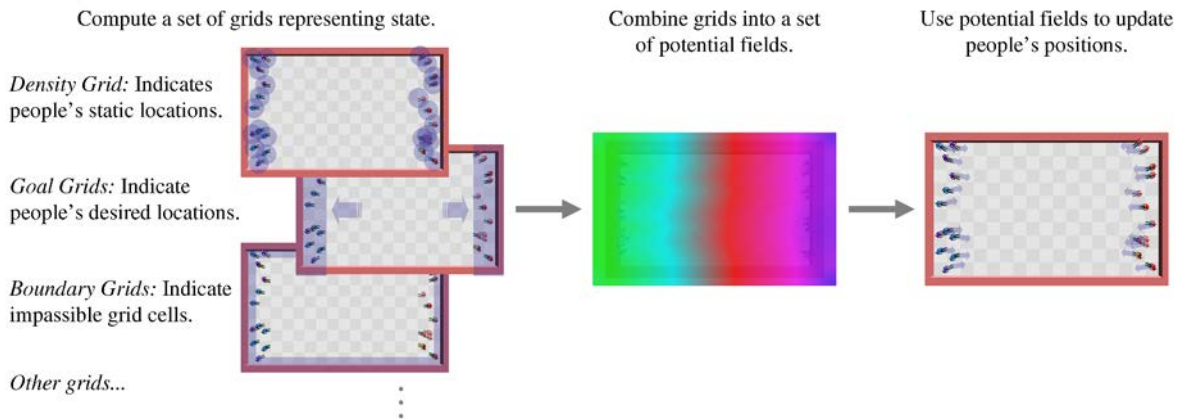 Compute a set of grids representing state.
Density Grid: Indicates
people's static locations.
Goal Grids: Indicate
people's desired locations.
Boundary Grids: Indicate
impassible grid cells.
Other grids...
Combine grids into a set
of potential fields.
Use potential fields to update
people's positions.